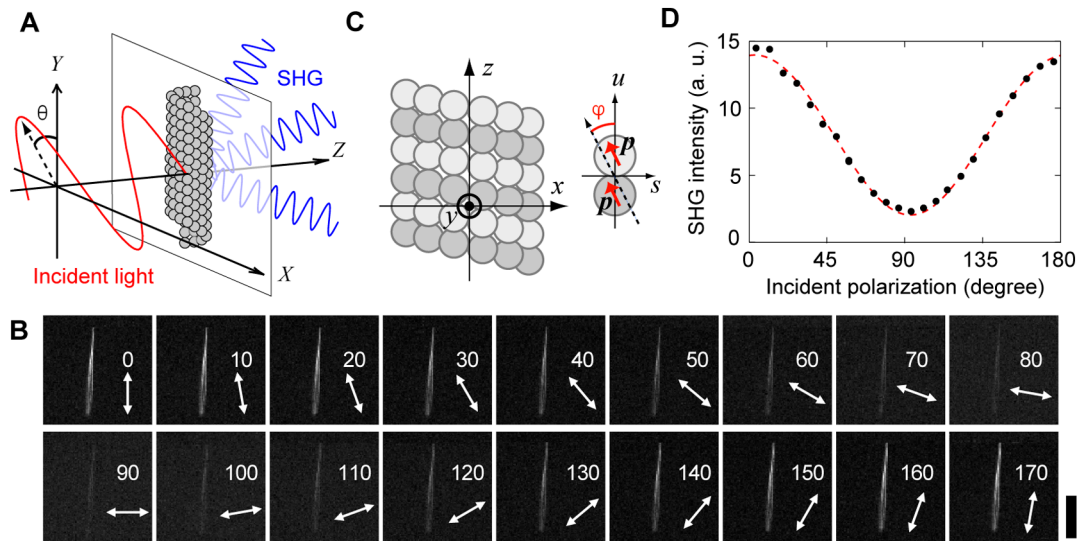 A
Y
θ
SHG
Z
X
Incident light
C
z
x
y
u
φ
p
s
p
D
SHG intensity (a. u.)
15
10
5
0
0 45 90 135 180
Incident polarization (degree)
B
0 10 20 30 40 50 60 70 80
90 100 110 120 130 140 150 160 170